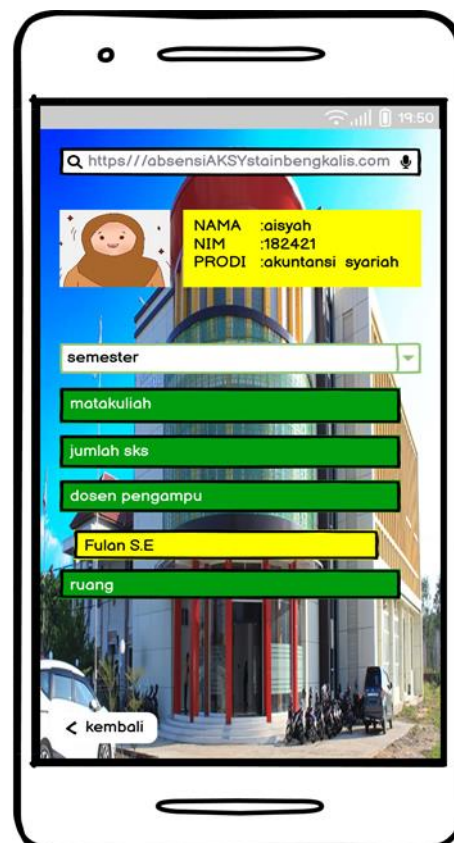 19:50
https///absensiAKSYstainbengkalis.com
NAMA :aisyah
NIM :182421
PRODI :akuntansi syariah
semester
matakuliah
jumlah sks
dosen pengampu
Fulan S.E
ruang
< kembali